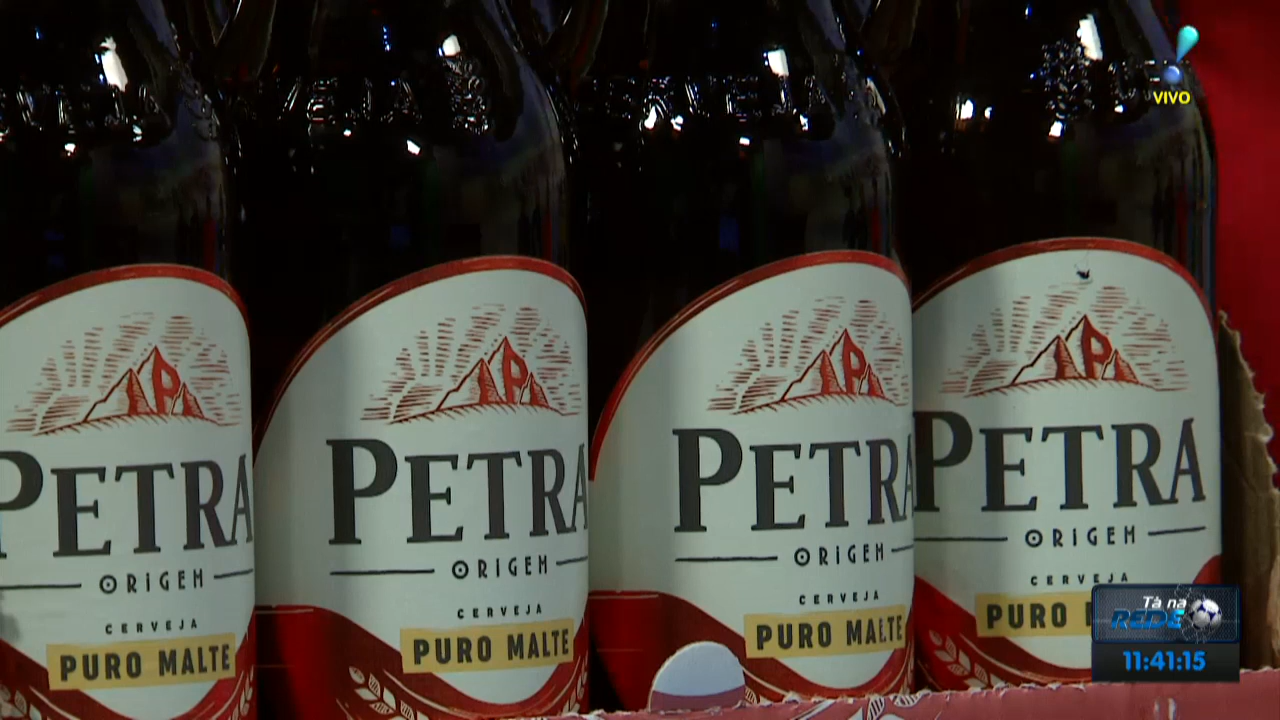 VIVO
P
PETRA
ORIGEM
CERVEJA
PURO MALTE
P
PETRA
ORIGEM
CERVEJA
PURO MALTE
P
PETRA
ORIGEM
CERVEJA
PURO MALTE
P
PETRA
ORIGEM
CERVEJA
PURO
Tá na
REDE
11:41:15